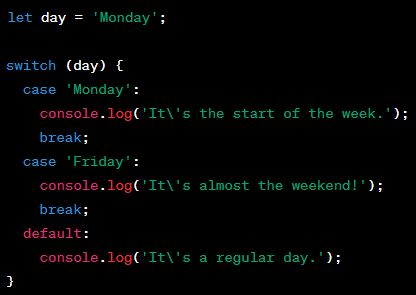 let day = 'Monday';
switch (day) {
case 'Monday':
console.log('It\'s the start of the week.');
break;
case 'Friday':
console.log('It\'s almost the weekend!');
break;
default:
console.log('It\'s a regular day.');
}